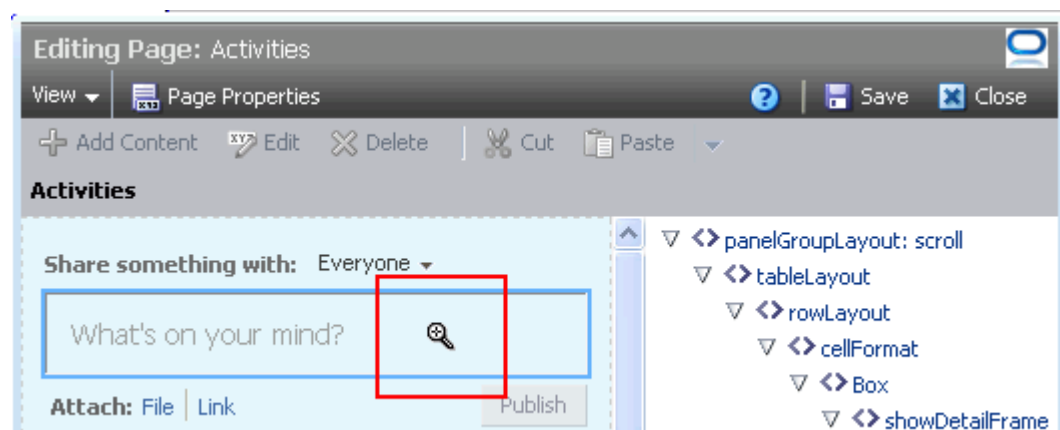 Editing Page: Activities
View Page Properties Save Close
Add Content Edit Delete Cut Paste
Activities
Share something with: Everyone
What's on your mind?
Attach: File Link Publish
panelGroupLayout: scroll
tableLayout
rowLayout
cellFormat
Box
showDetailFrame